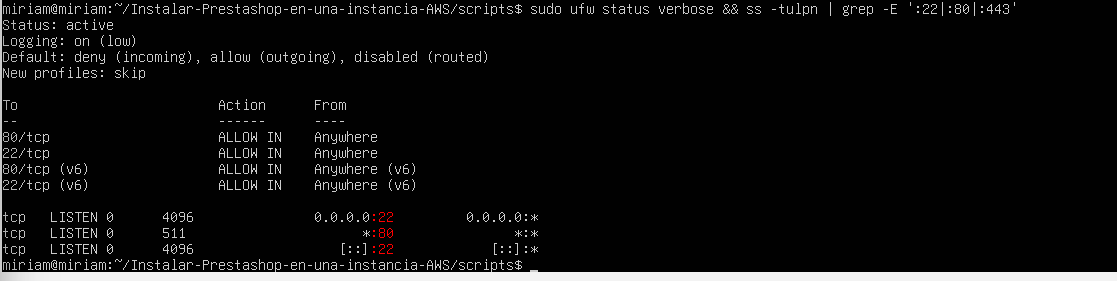 miriam@miriam:~/Instalar-Prestashop-en-una-instancia-AWS/scripts$ sudo ufw status verbose && ss -tulpn | grep -E ':22|:80|:443'
Status: active
Logging: on (low)
Default: deny (incoming), allow (outgoing), disabled (routed)
New profiles: skip

To                         Action      From
--                         ------      ----
80/tcp                     ALLOW IN    Anywhere
22/tcp                     ALLOW IN    Anywhere
80/tcp (v6)                ALLOW IN    Anywhere (v6)
22/tcp (v6)                ALLOW IN    Anywhere (v6)

tcp   LISTEN 0      4096               0.0.0.0:22         0.0.0.0:*
tcp   LISTEN 0      511                      *:80               *:*
tcp   LISTEN 0      4096                  [::]:22            [::]:*
miriam@miriam:~/Instalar-Prestashop-en-una-instancia-AWS/scripts$ _